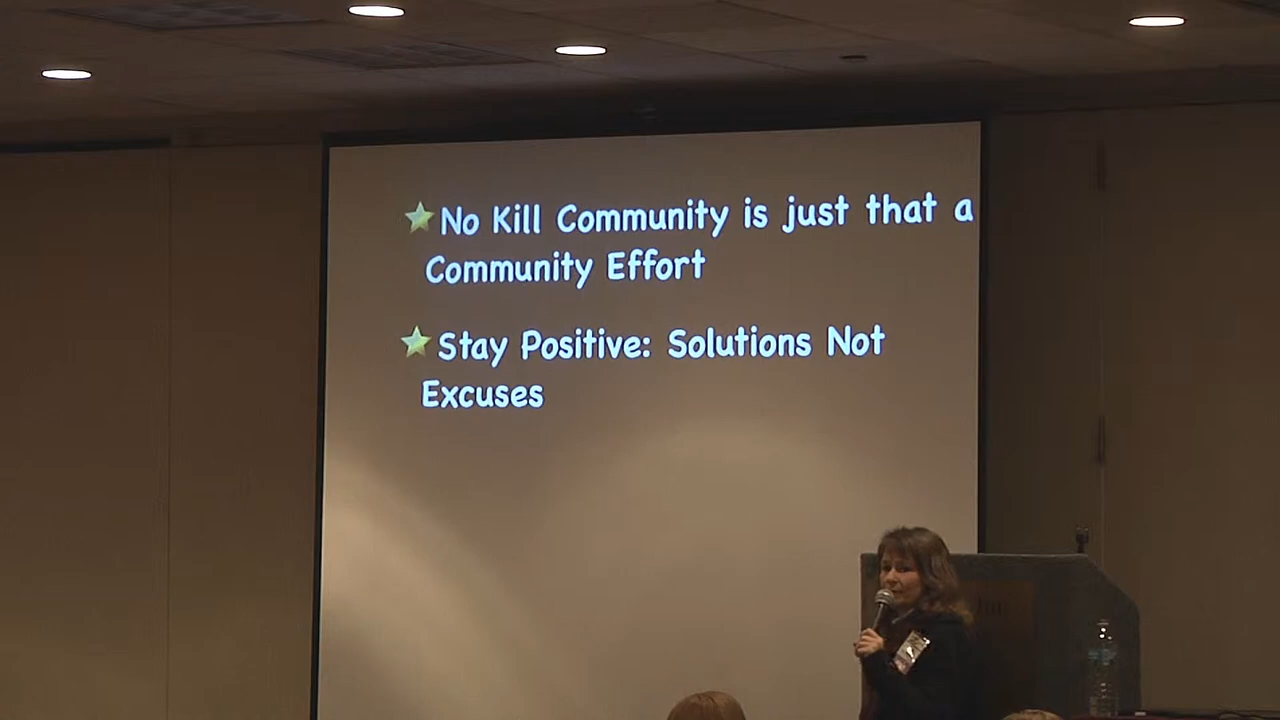 No Kill Community is just that a
Community Effort
Stay Positive: Solutions Not
Excuses